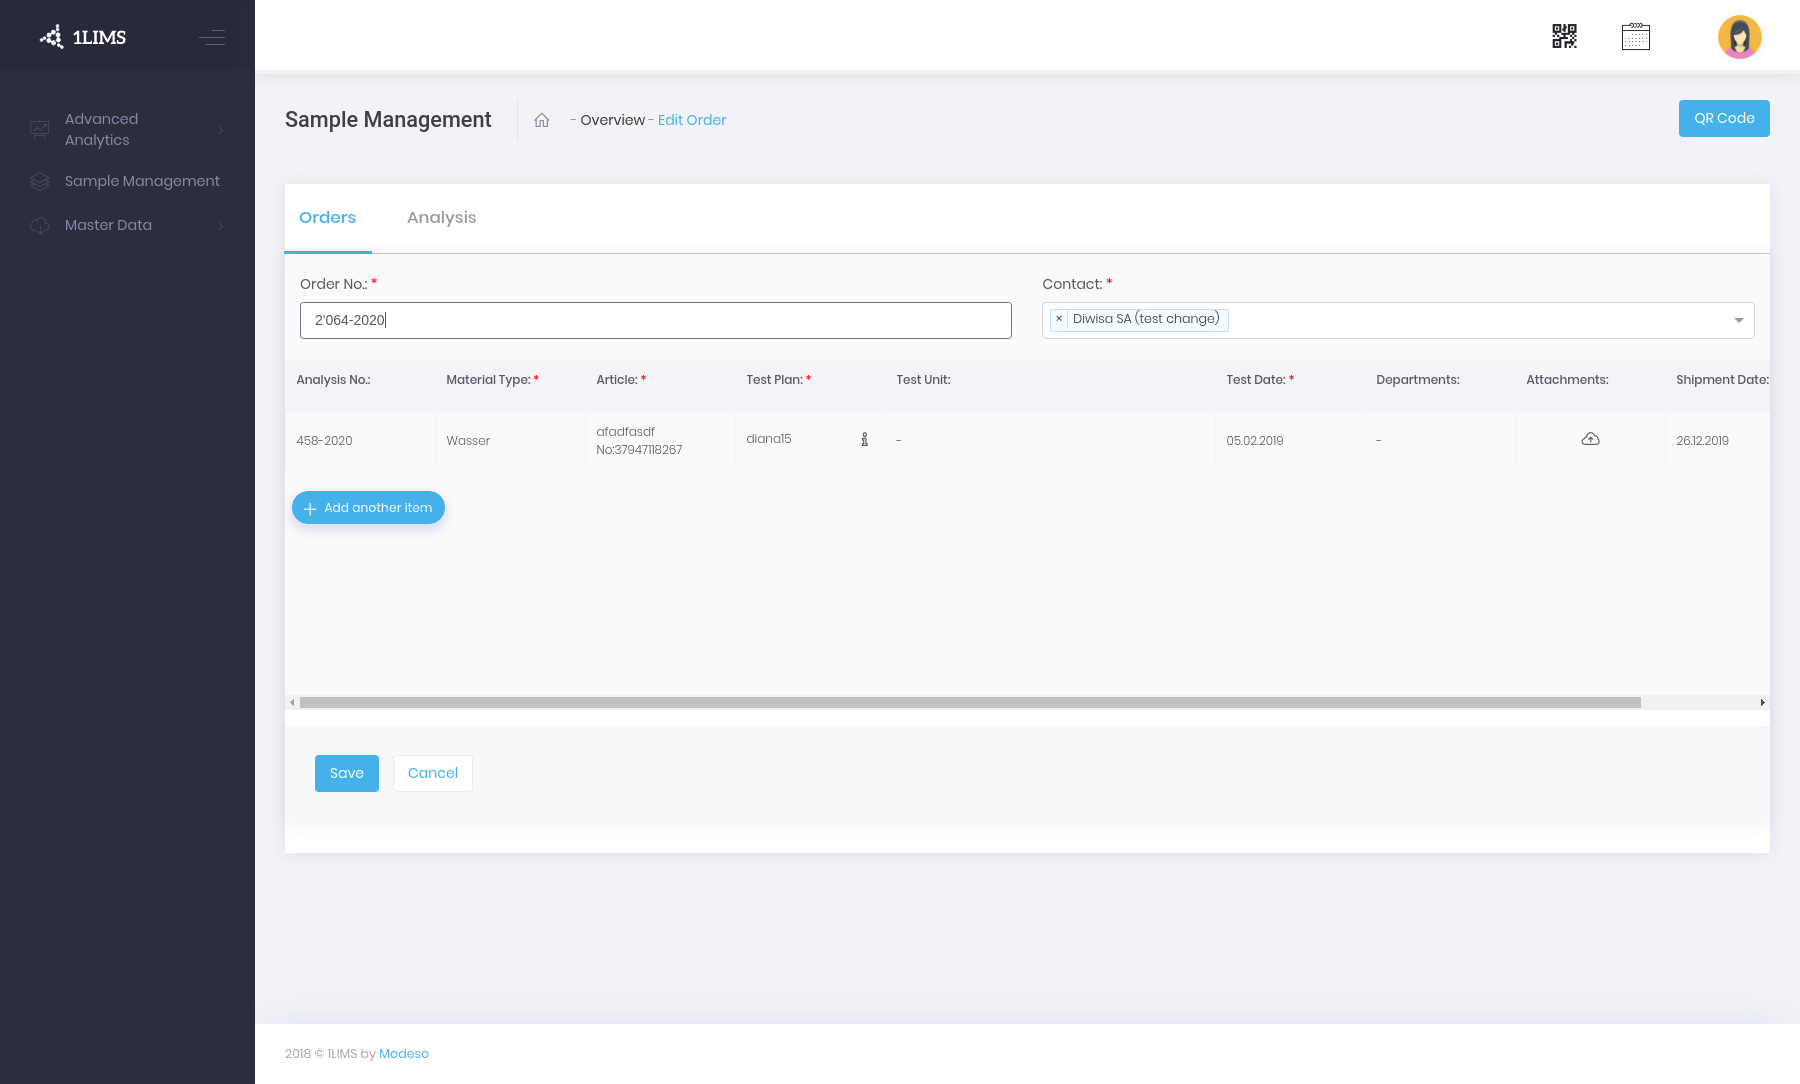 1LIMS
Advanced
Analytics
Sample Management
Master Data
Sample Management
- Overview - Edit Order
QR Code
Orders
Analysis
Order No.: *
Contact: *
2'064-2020
× Diwisa SA (test change)
Analysis No.: Material Type: * Article: * Test Plan: * Test Unit: Test Date: * Departments: Attachments: Shipment Date:
458-2020 Wasser afadfasdf diana15 - 05.02.2019 - 26.12.2019
No:37947118267
Add another item
Save
Cancel
2018 © 1LIMS by Modeso